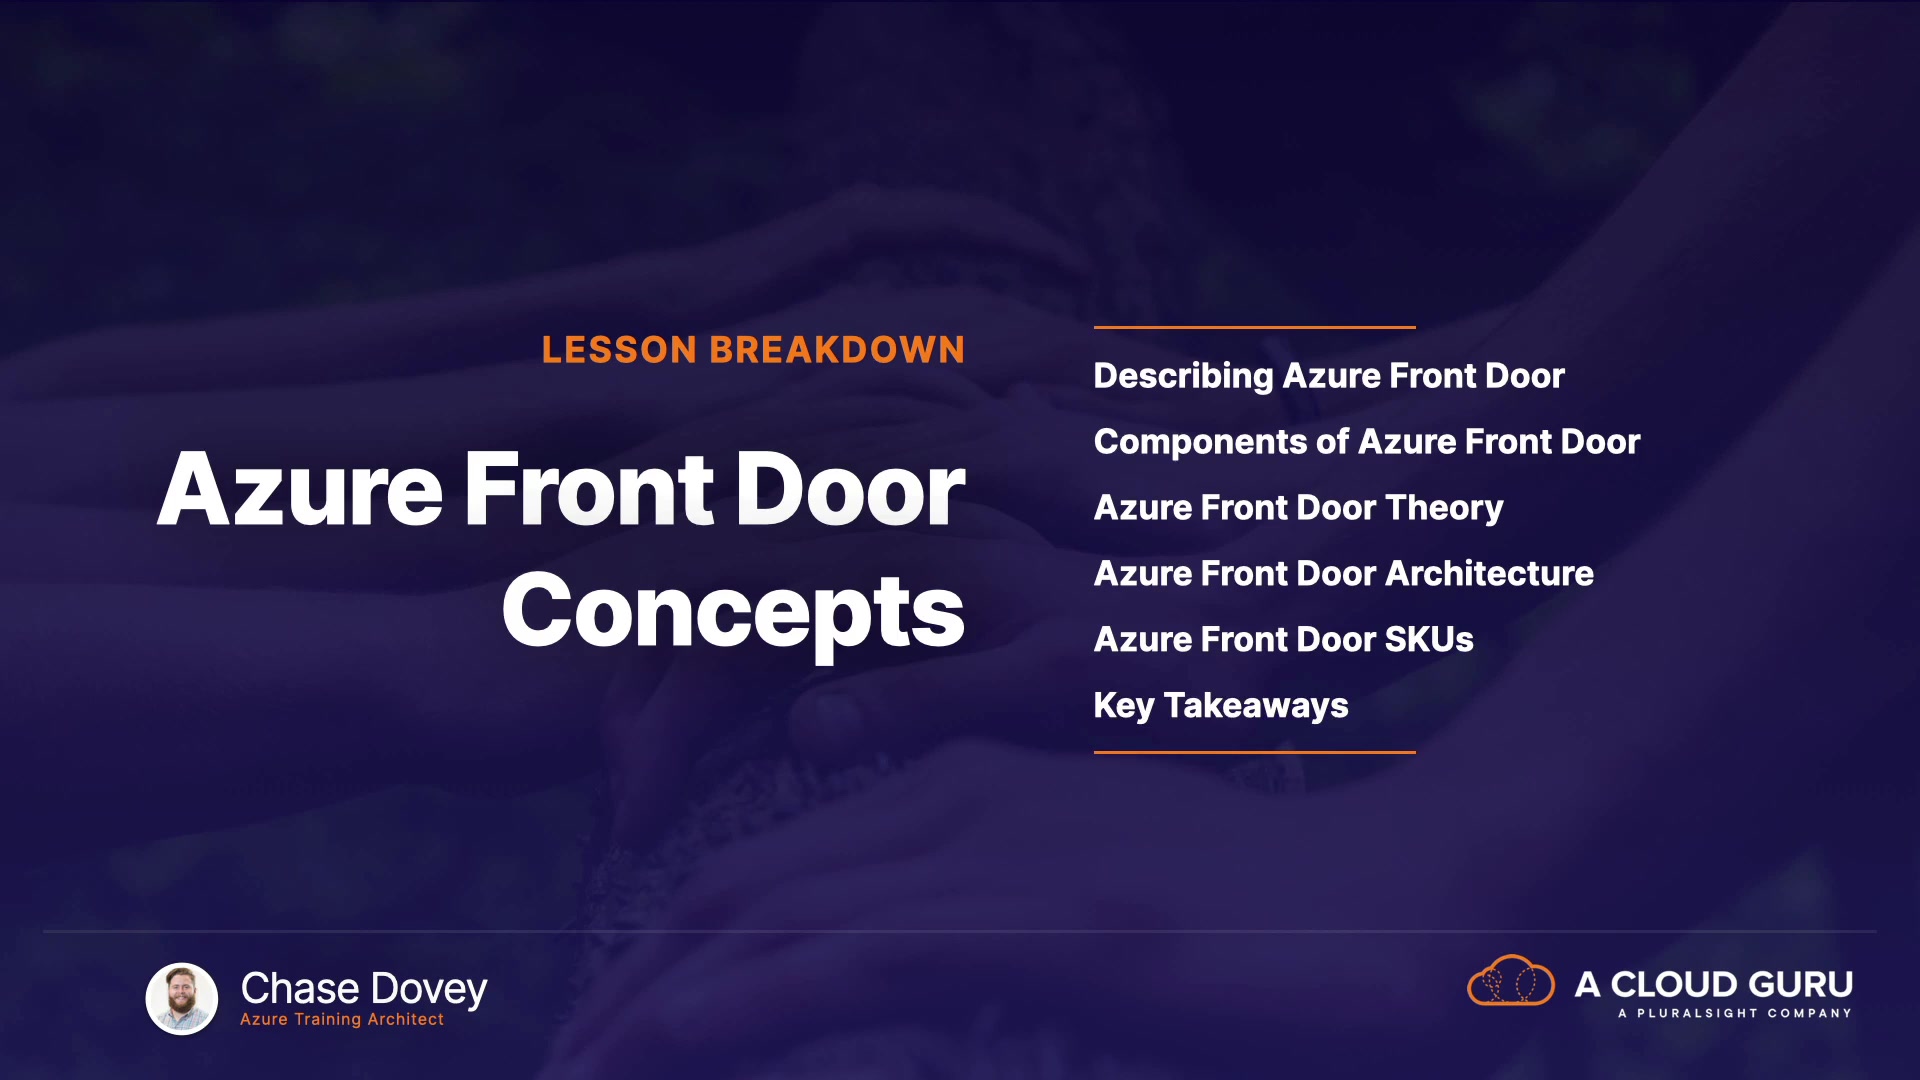 LESSON BREAKDOWN
Azure Front Door
Concepts
Describing Azure Front Door
Components of Azure Front Door
Azure Front Door Theory
Azure Front Door Architecture
Azure Front Door SKUs
Key Takeaways
Chase Dovey
Azure Training Architect
A CLOUD GURU
A PLURALSIGHT COMPANY